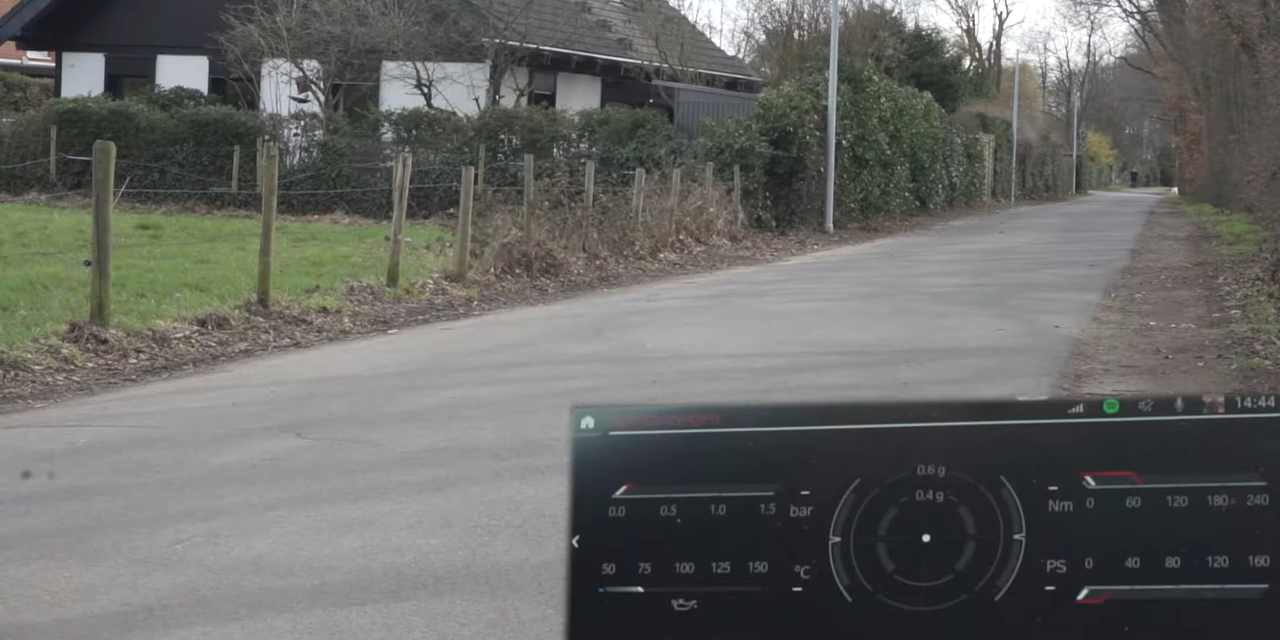 14:44
0.6 g
0.4 g
0.0 0.5 1.0 1.5 bar
Nm 0 60 120 180 240
50 75 100 125 150 °C
PS 0 40 80 120 160